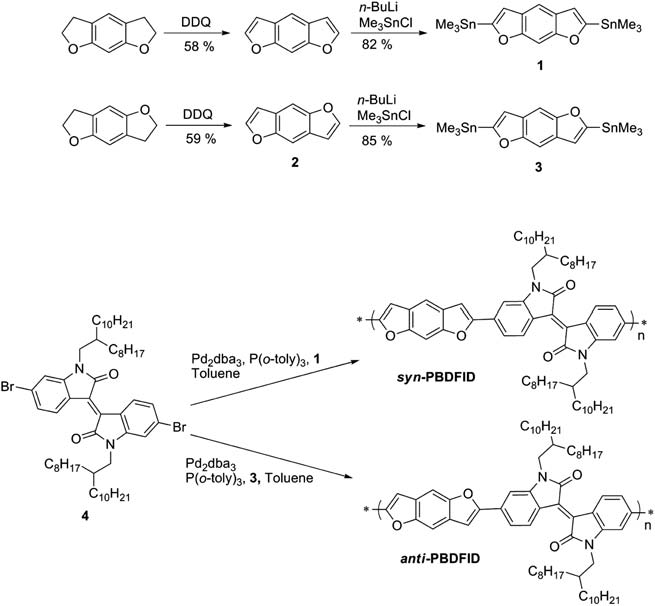 DDQ
58 %
n-BuLi
Me3SnCl
82 %
Me3Sn
SnMe3
O O
O O
O O
1
DDQ
59 %
n-BuLi
Me3SnCl
85 %
Me3Sn
SnMe3
O
O
O
O
O
O
2
3
C10H21
C8H17
N
O
Br
Br
O
N
C8H17
C10H21
4
Pd2dba3, P(o-toly)3, 1
Toluene
Pd2dba3
P(o-toly)3, 3, Toluene
C10H21
C8H17
N
O
* ( O O ) *
n
O
N
syn-PBDFID
C8H17
C10H21
C10H21
C8H17
N
O
* ( O O ) *
n
O
N
anti-PBDFID
C8H17
C10H21